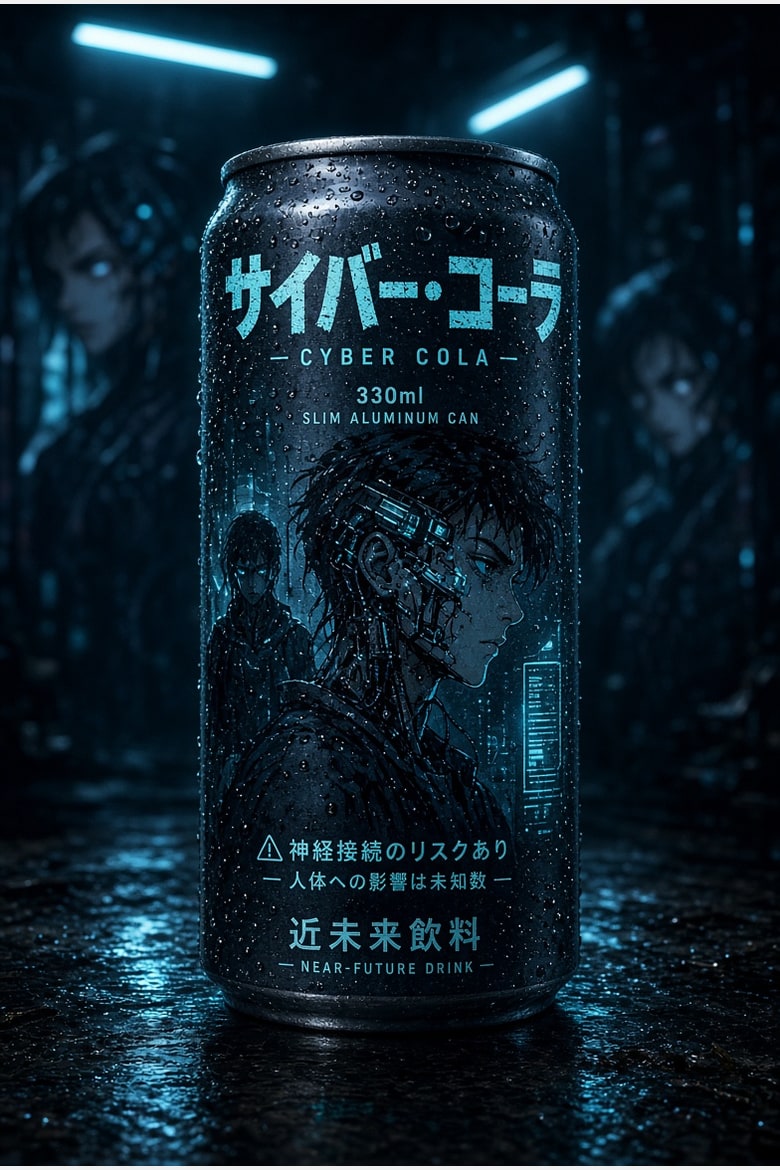 サイバー・コーラ
— CYBER COLA —
330ml
SLIM ALUMINUM CAN
⚠ 神経接続のリスクあり
— 人体への影響は未知数 —
近未来飲料
— NEAR-FUTURE DRINK —